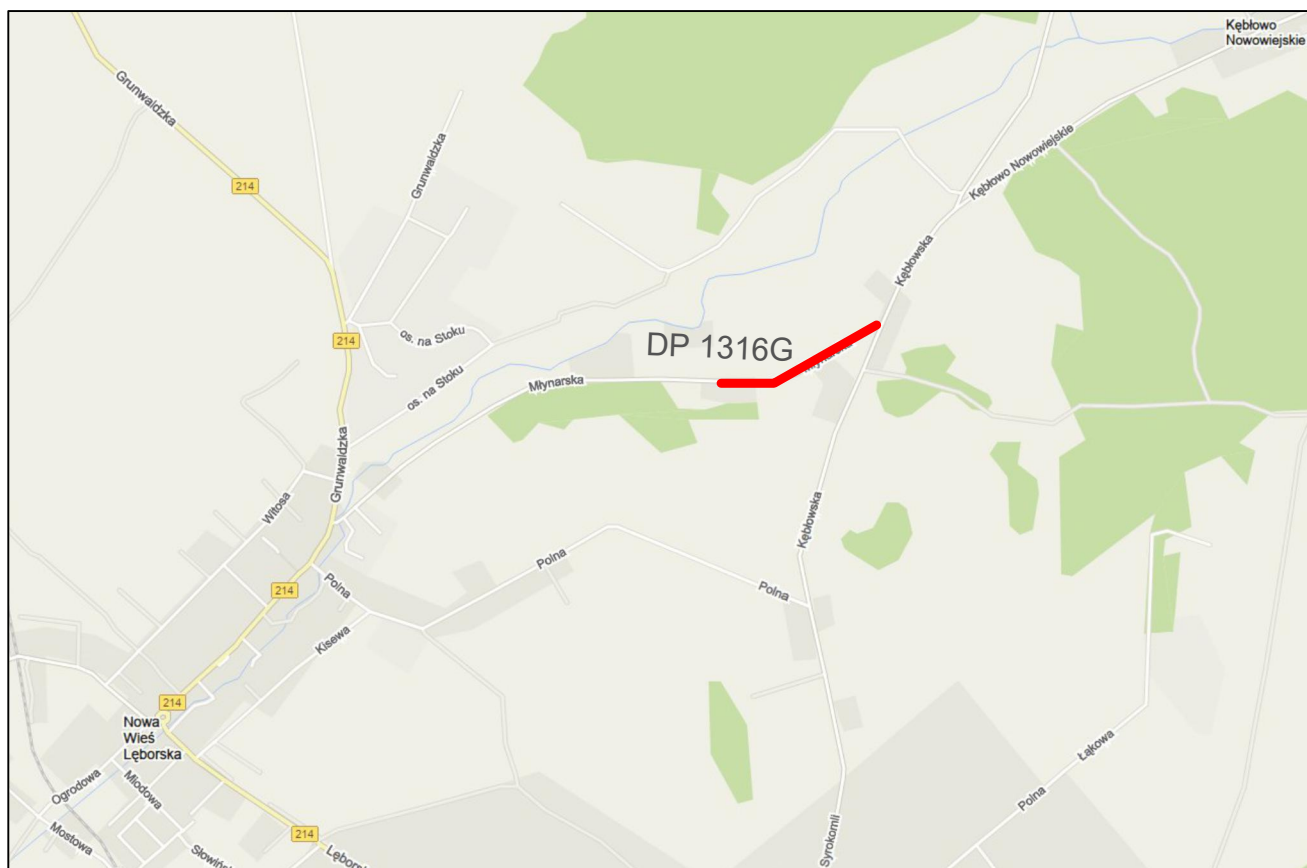 Kębłowo
Nowowiejskie
Grunwaldzka
214
Grunwaldzka
Kębłowo Nowowiejskie
Kębłowska
os. na Stoku
214
DP 1316G
Młynarska
os. na Stoku
Młynarska
Grunwaldzka
Witosa
Kębłowska
Polna
Polna
Polna
214
Kisewa
214
Nowa
Wieś
Lęborska
Łąkowa
Ogrodowa
Miodowa
Polna
Mostowa
214
Syrokomli